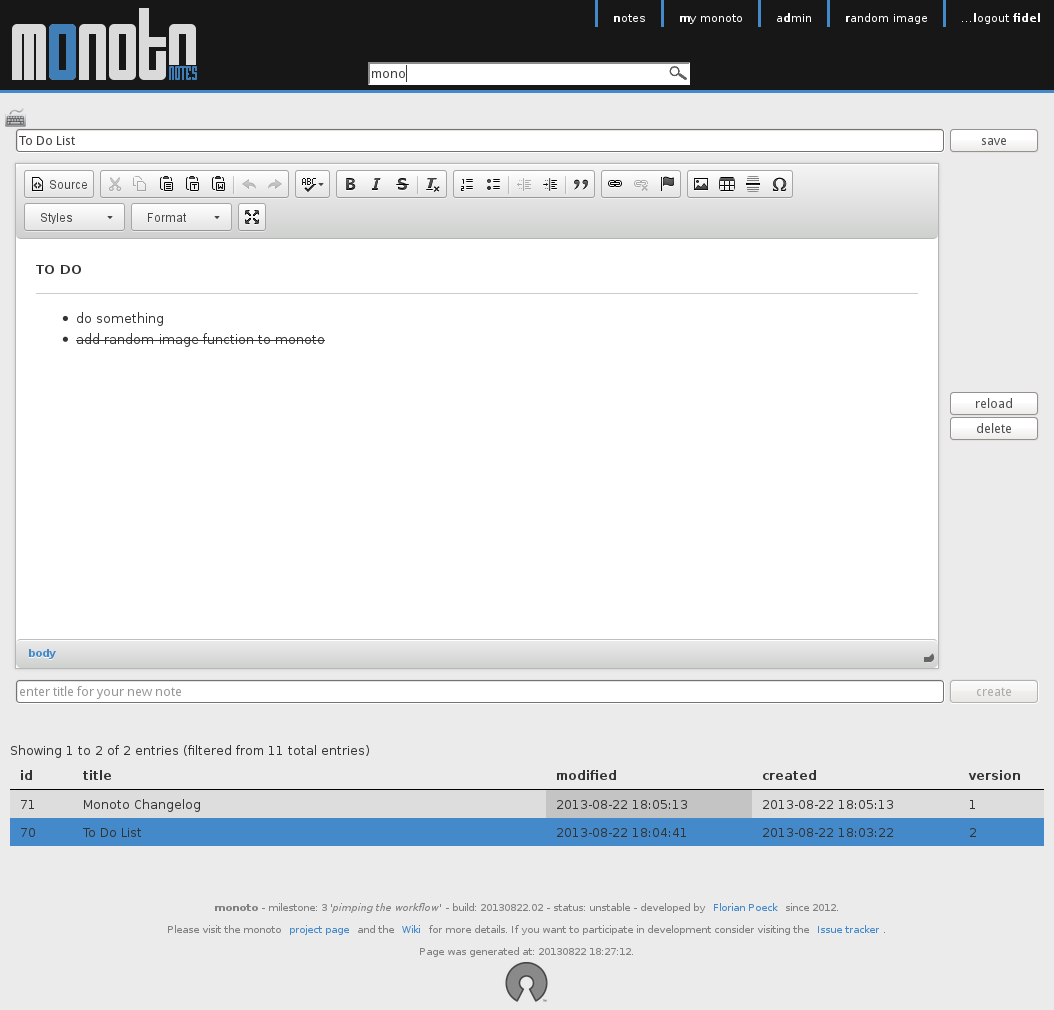 monoto NOTES
notes my monoto admin random image ...logout fidel
mono
To Do List save
Source ABC B I S Tx
Styles Format
TO DO
• do something
• add random image function to monoto
reload
delete
body
enter title for your new note create
Showing 1 to 2 of 2 entries (filtered from 11 total entries)
id title modified created version
71 Monoto Changelog 2013-08-22 18:05:13 2013-08-22 18:05:13 1
70 To Do List 2013-08-22 18:04:41 2013-08-22 18:03:22 2
monoto - milestone: 3 'pimping the workflow' - build: 20130822.02 - status: unstable - developed by Florian Poeck since 2012.
Please visit the monoto project page and the Wiki for more details. If you want to participate in development consider visiting the Issue tracker .
Page was generated at: 20130822 18:27:12.